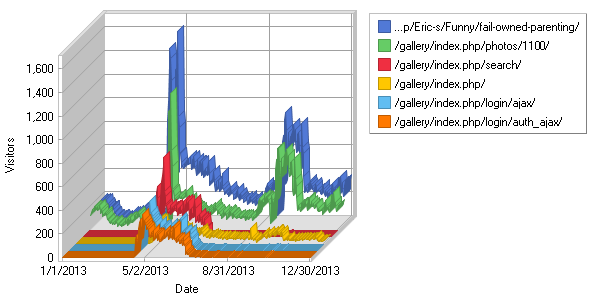 ...p/Eric-s/Funny/fail-owned-parenting/
/gallery/index.php/photos/1100/
/gallery/index.php/search/
/gallery/index.php/
/gallery/index.php/login/ajax/
/gallery/index.php/login/auth_ajax/
1,600
1,400
1,200
1,000
800
600
400
200
0
Visitors
1/1/2013 5/2/2013 8/31/2013 12/30/2013
Date